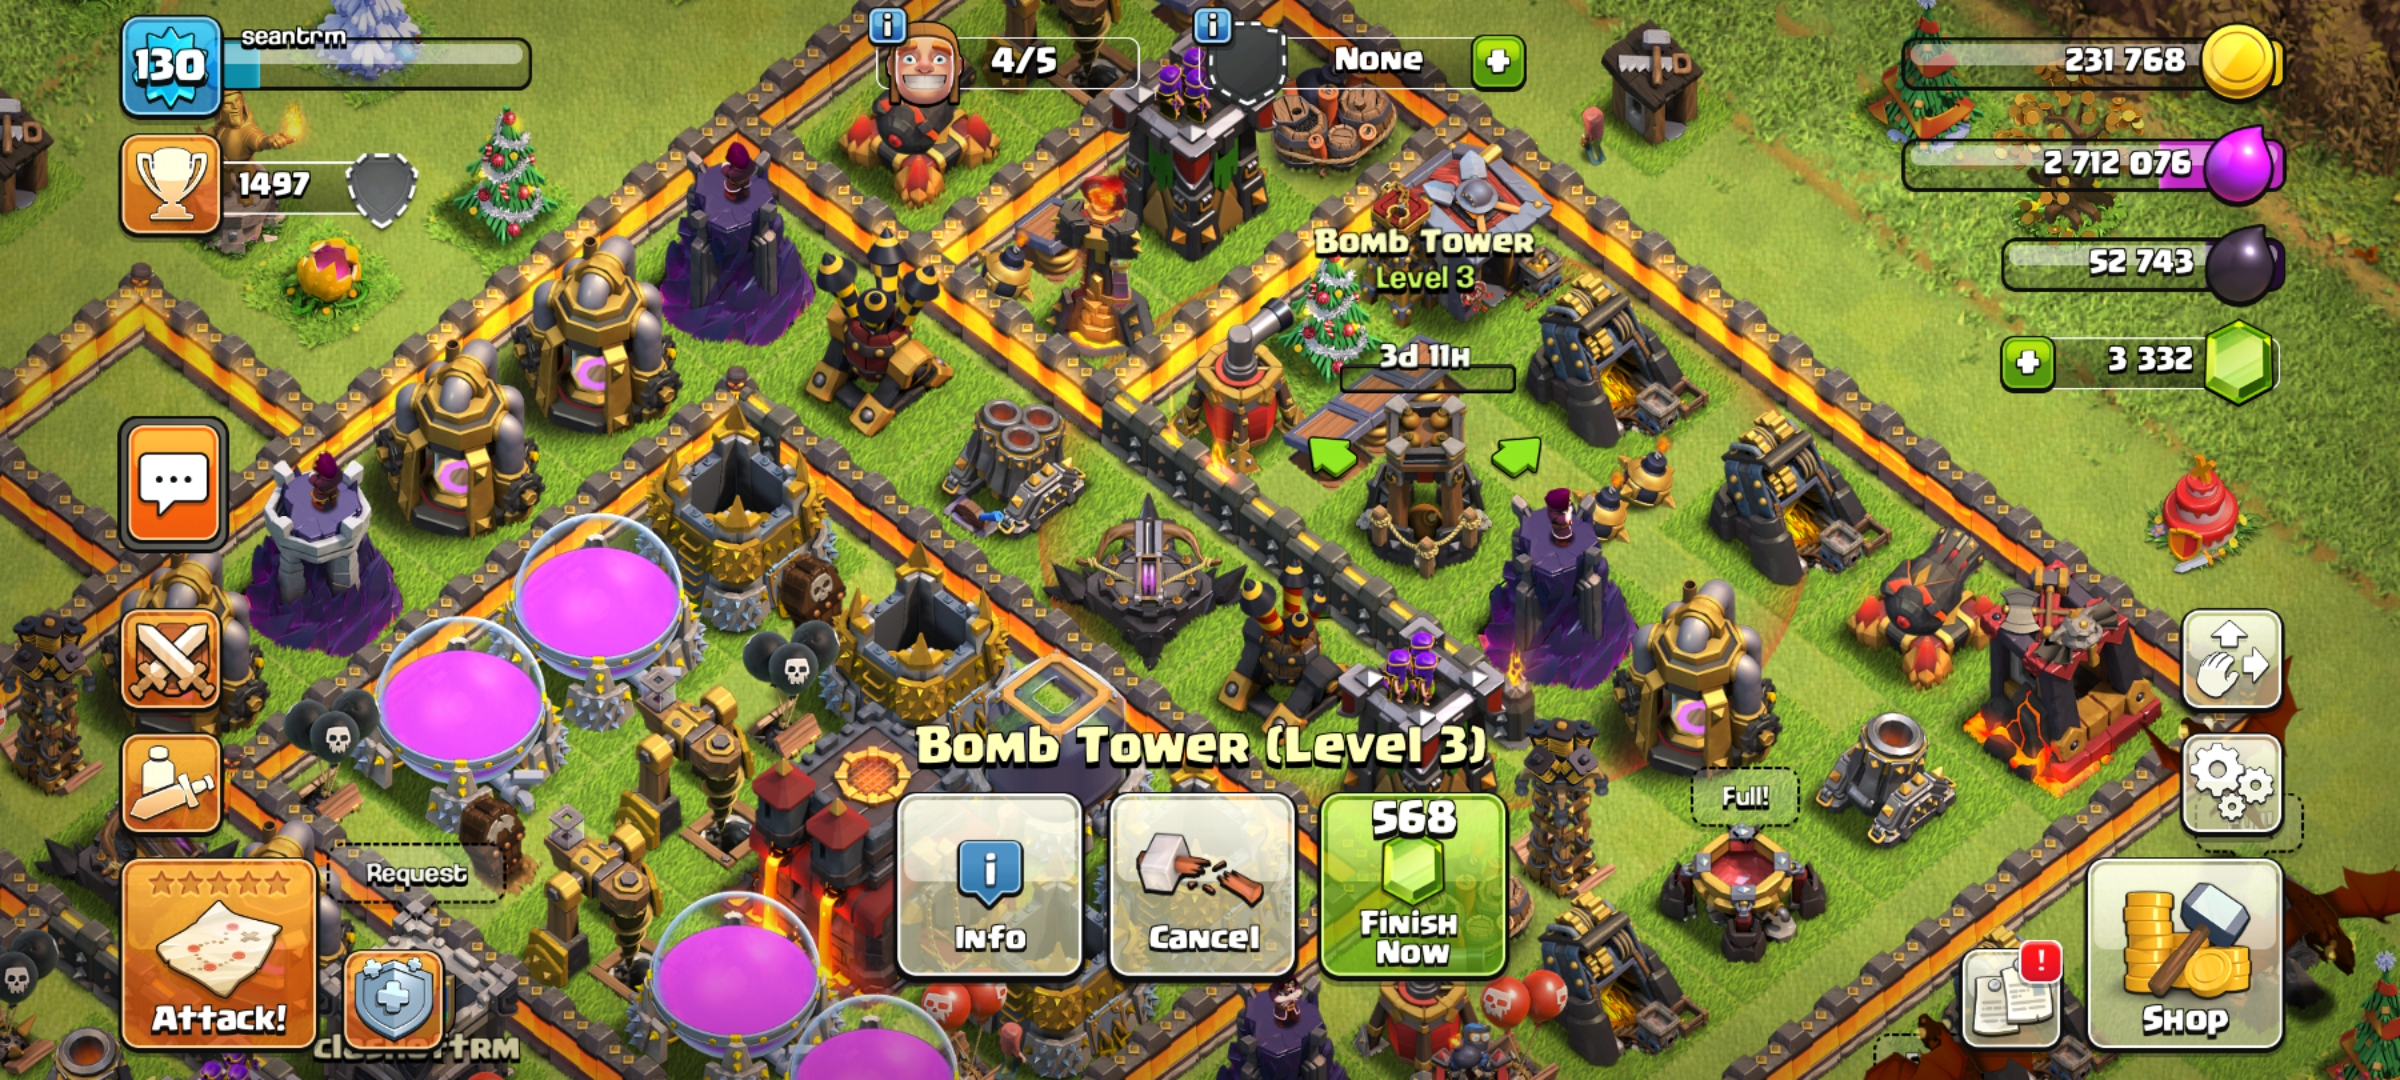 130
seantrm
4/5
None
231 768
1497
2 712 076
Bomb Tower
Level 3
52 743
3d 11h
3 332
Bomb Tower (Level 3)
Full!
568
Request
Info
Cancel
Finish
Now
!
Attack!
Shop